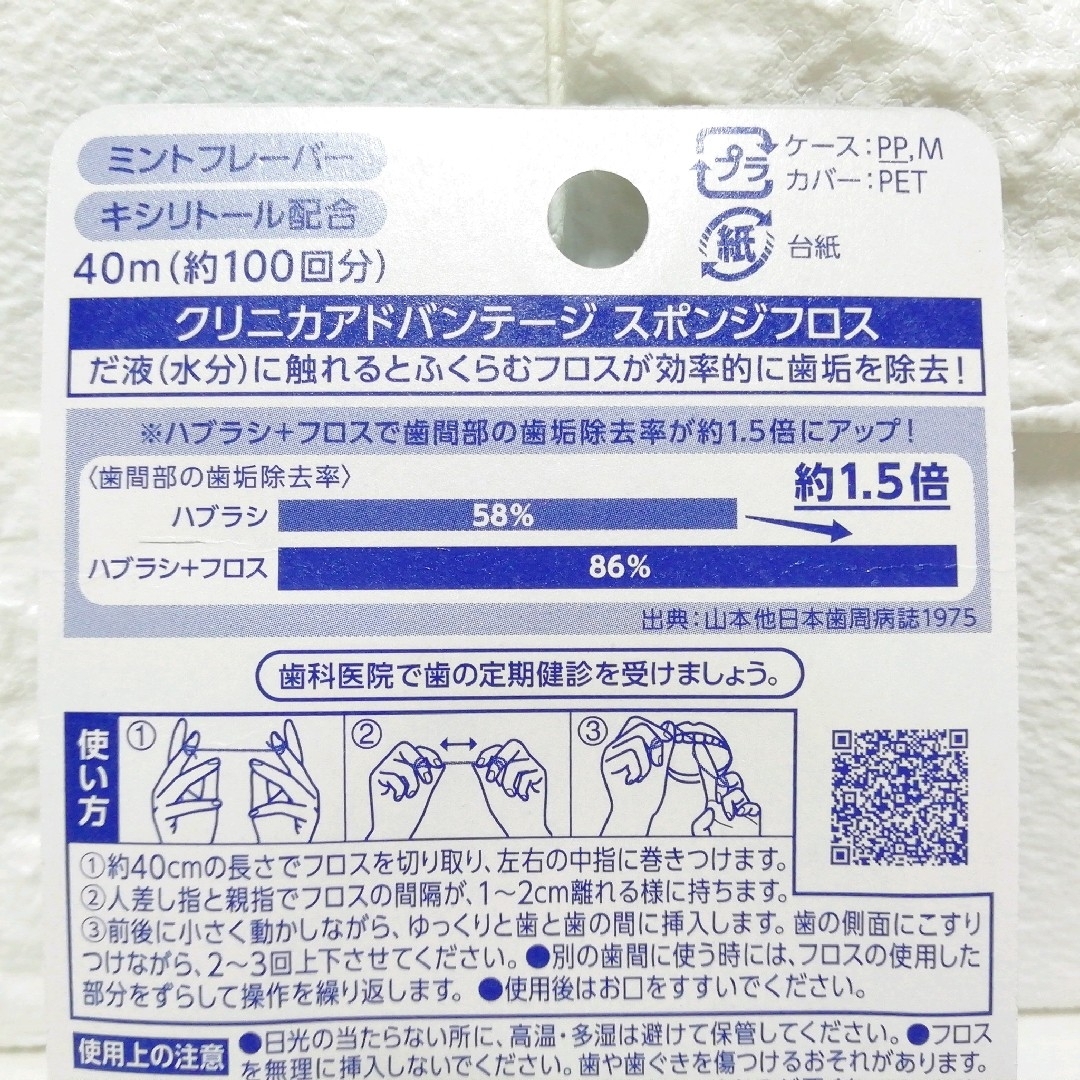 ミントフレーバー
キシリトール配合
40m(約100回分)
プラ
ケース:PP,M
カバー:PET
紙
台紙
クリニカアドバンテージ スポンジフロス
だ液(水分)に触れるとふくらむフロスが効率的に歯垢を除去!
※ハブラシ+フロスで歯間部の歯垢除去率が約1.5倍にアップ!
〈歯間部の歯垢除去率〉
約1.5倍
ハブラシ
58%
ハブラシ+フロス
86%
出典:山本他日本歯周病誌1975
歯科医院で歯の定期健診を受けましょう。
使い方
①
②
③
①約40cmの長さでフロスを切り取り、左右の中指に巻きつけます。
②人差し指と親指でフロスの間隔が、1〜2cm離れる様に持ちます。
③前後に小さく動かしながら、ゆっくりと歯と歯の間に挿入します。歯の側面にこすり
つけながら、2〜3回上下させてください。●別の歯間に使う時には、フロスの使用した
部分をずらして操作を繰り返します。●使用後はお口をすすいでください。
使用上の注意
●日光の当たらない所に、高温・多湿は避けて保管してください。●フロス
を無理に挿入しないでください。歯や歯ぐきを傷つけるおそれがあります。